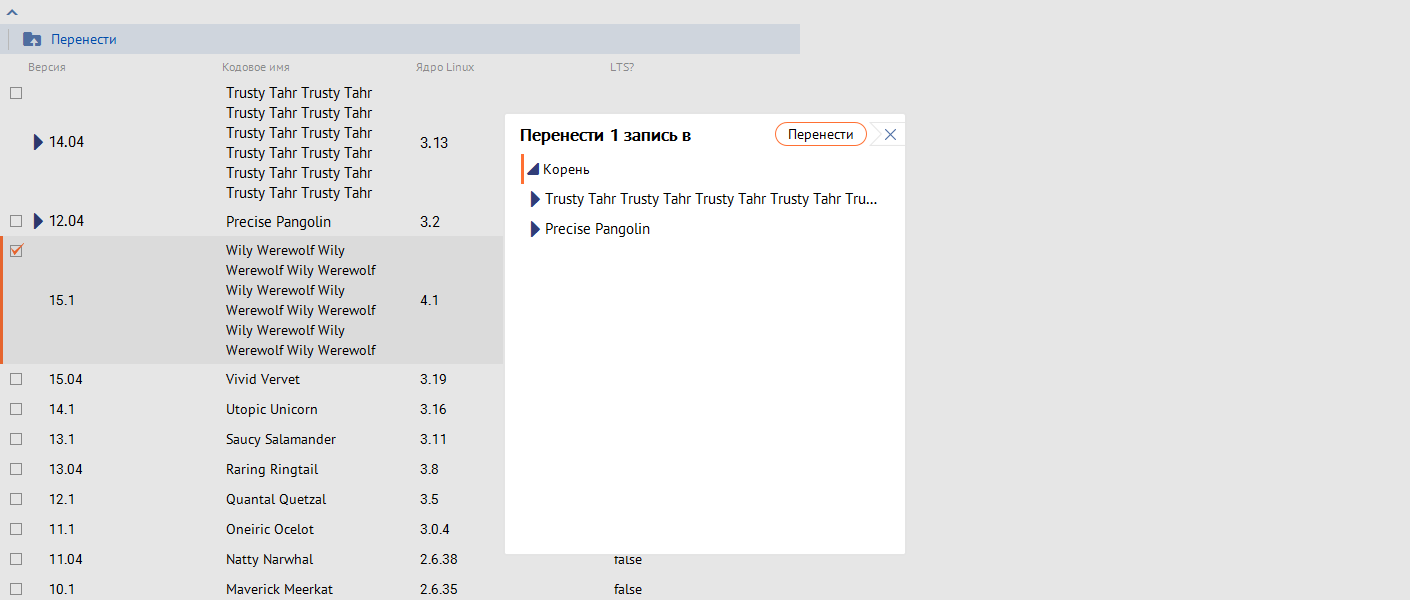 Перенести
Версия Кодовое имя Ядро Linux LTS?
Trusty Tahr Trusty Tahr
Trusty Tahr Trusty Tahr
Trusty Tahr Trusty Tahr
Trusty Tahr Trusty Tahr
Trusty Tahr Trusty Tahr
Trusty Tahr Trusty Tahr
14.04 3.13
12.04 Precise Pangolin 3.2
Wily Werewolf Wily
Werewolf Wily Werewolf
Wily Werewolf Wily
Werewolf Wily Werewolf
Wily Werewolf Wily
Werewolf Wily Werewolf
15.1 4.1
15.04 Vivid Vervet 3.19
14.1 Utopic Unicorn 3.16
13.1 Saucy Salamander 3.11
13.04 Raring Ringtail 3.8
12.1 Quantal Quetzal 3.5
11.1 Oneiric Ocelot 3.0.4
11.04 Natty Narwhal 2.6.38 false
10.1 Maverick Meerkat 2.6.35 false
Перенести 1 запись в Перенести
Корень
Trusty Tahr Trusty Tahr Trusty Tahr Trusty Tahr Tru...
Precise Pangolin